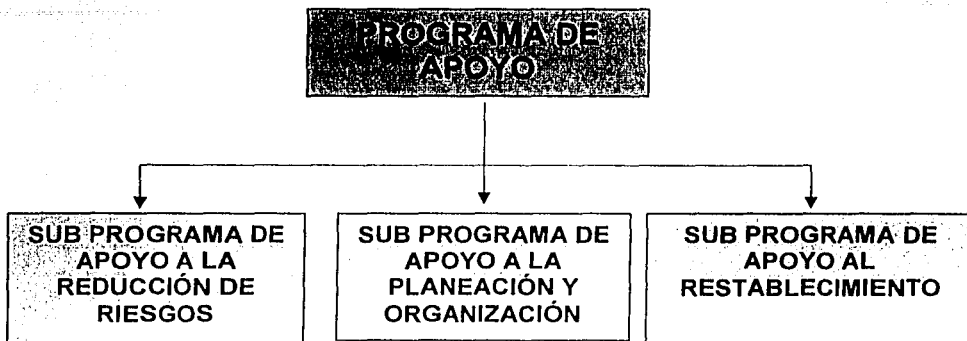 PROGRAMA DE
APOYO
SUB PROGRAMA DE
APOYO A LA
REDUCCIÓN DE
RIESGOS
SUB PROGRAMA DE
APOYO A LA
PLANEACIÓN Y
ORGANIZACIÓN
SUB PROGRAMA DE
APOYO AL
RESTABLECIMIENTO